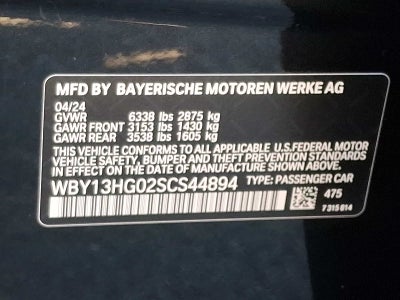 MFD BY BAYERISCHE MOTOREN WERKE AG
04/24
GVWR 6338 lbs 2875 kg
GAWR FRONT 3153 lbs 1430 kg
GAWR REAR 3538 lbs 1605 kg
THIS VEHICLE CONFORMS TO ALL APPLICABLE U.S.FEDERAL MOTOR
VEHICLE SAFETY, BUMPER AND THEFT PREVENTION STANDARDS
IN EFFECT ON THE DATE OF MANUFACTURE SHOWN ABOVE.
WBY13HG02SCS44894 TYPE: PASSENGER CAR
475
7315614